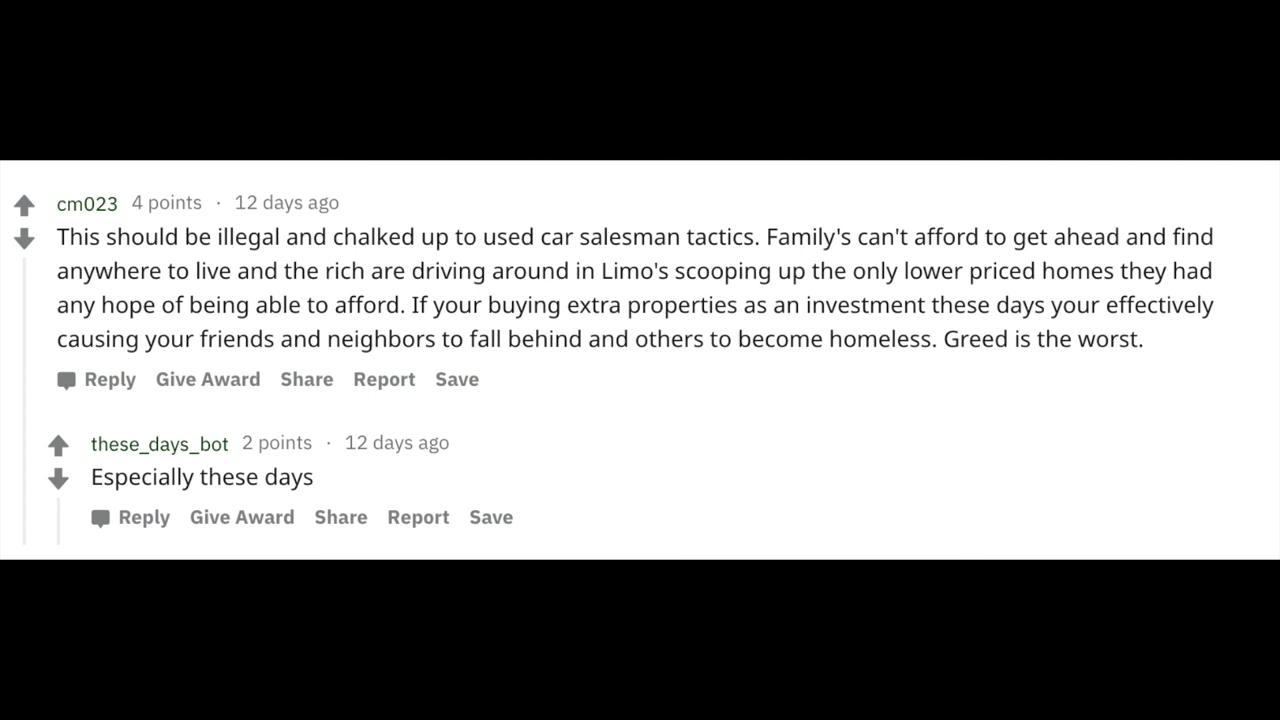 cm023 4 points · 12 days ago
This should be illegal and chalked up to used car salesman tactics. Family's can't afford to get ahead and find
anywhere to live and the rich are driving around in Limo's scooping up the only lower priced homes they had
any hope of being able to afford. If your buying extra properties as an investment these days your effectively
causing your friends and neighbors to fall behind and others to become homeless. Greed is the worst.
Reply Give Award Share Report Save
these_days_bot 2 points · 12 days ago
Especially these days
Reply Give Award Share Report Save